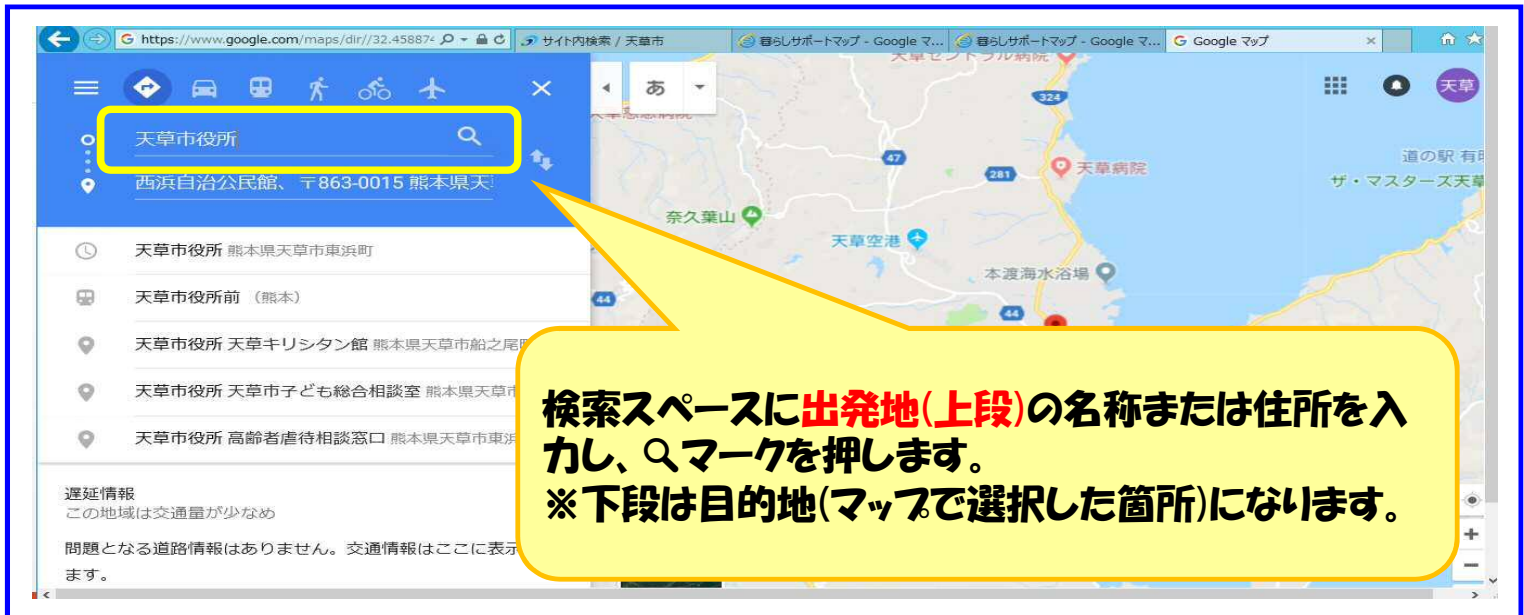 https://www.google.com/maps/dir//32.45887
サイト内検索 / 天草市
暮らしサポートマップ - Google マ...
暮らしサポートマップ - Google マ...
Google マップ
天草市役所
西浜自治公民館、〒863-0015 熊本県天
天草市役所 熊本県天草市東浜町
天草市役所前 (熊本)
天草市役所 天草キリシタン館 熊本県天草市船之尾
天草市役所 天草市子ども総合相談室 熊本県天草市
天草市役所 高齢者虐待相談窓口 熊本県天草市東浜
遅延情報
この地域は交通量が少なめ
問題となる道路情報はありません。交通情報はここに表示
ます。
あ
天草
324
47
281
天草病院
道の駅 有明
ザ・マスターズ天草
奈久葉山
天草空港
本渡海水浴場
44
44
検索スペースに出発地(上段)の名称または住所を入
力し、マークを押します。
※下段は目的地(マップで選択した箇所)になります。